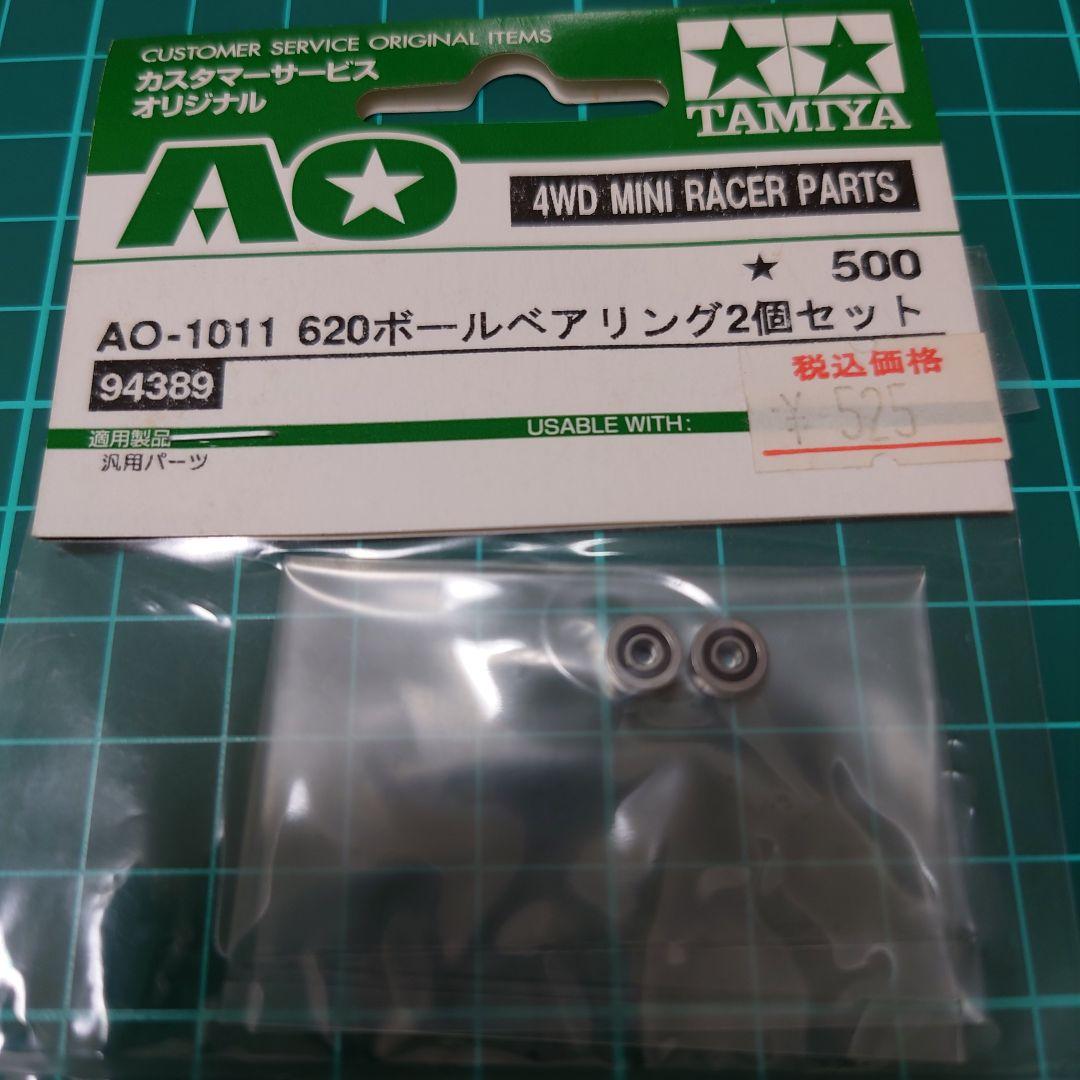 CUSTOMER SERVICE ORIGINAL ITEMS
カスタマーサービス
オリジナル
TAMIYA
AO
4WD MINI RACER PARTS
★ 500
AO-1011 620ボールベアリング2個セット
94389
税込価格
¥ 525
適用製品
USABLE WITH:
汎用パーツ